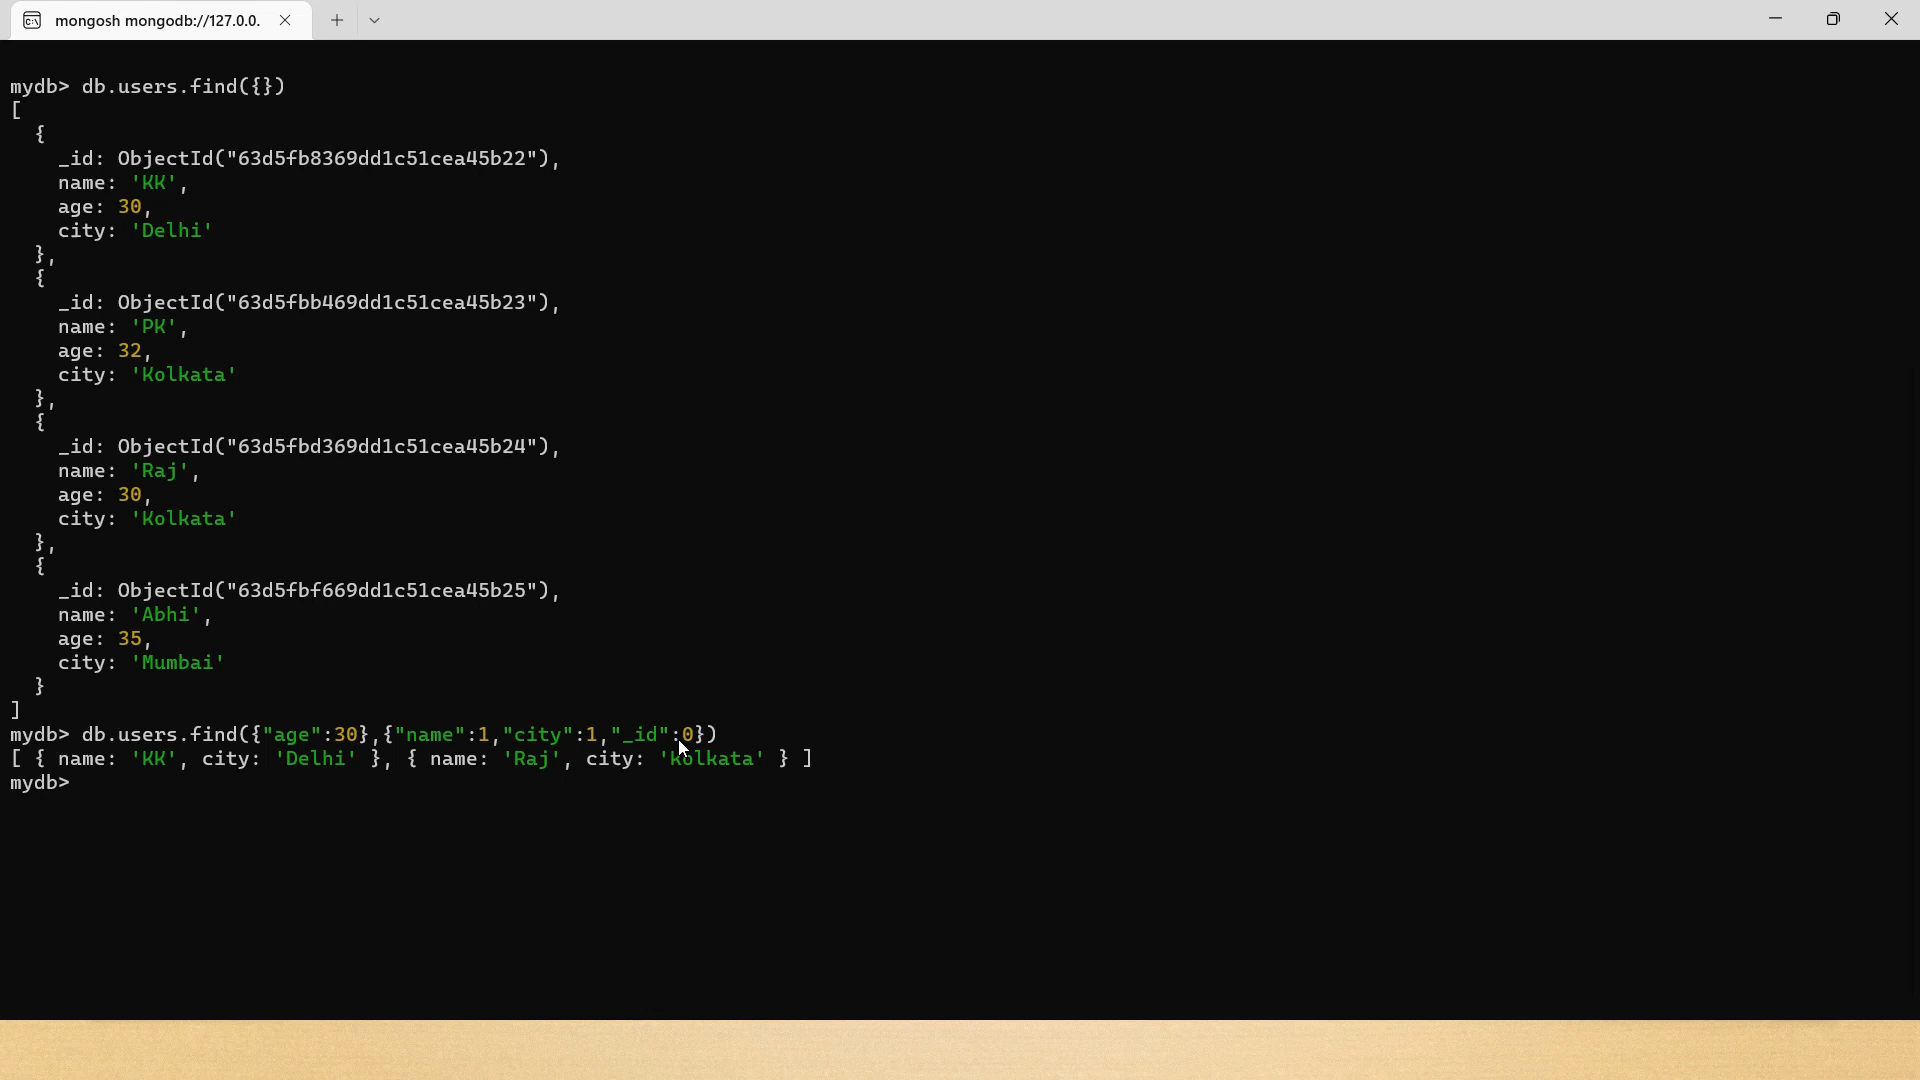 mongosh mongodb://127.0.0.
mydb> db.users.find({})
[
  {
    _id: ObjectId("63d5fb8369dd1c51cea45b22"),
    name: 'KK',
    age: 30,
    city: 'Delhi'
  },
  {
    _id: ObjectId("63d5fbb469dd1c51cea45b23"),
    name: 'PK',
    age: 32,
    city: 'Kolkata'
  },
  {
    _id: ObjectId("63d5fbd369dd1c51cea45b24"),
    name: 'Raj',
    age: 30,
    city: 'Kolkata'
  },
  {
    _id: ObjectId("63d5fbf669dd1c51cea45b25"),
    name: 'Abhi',
    age: 35,
    city: 'Mumbai'
  }
]
mydb> db.users.find({"age":30},{"name":1,"city":1,"_id":0})
[ { name: 'KK', city: 'Delhi' }, { name: 'Raj', city: 'Kolkata' } ]
mydb>